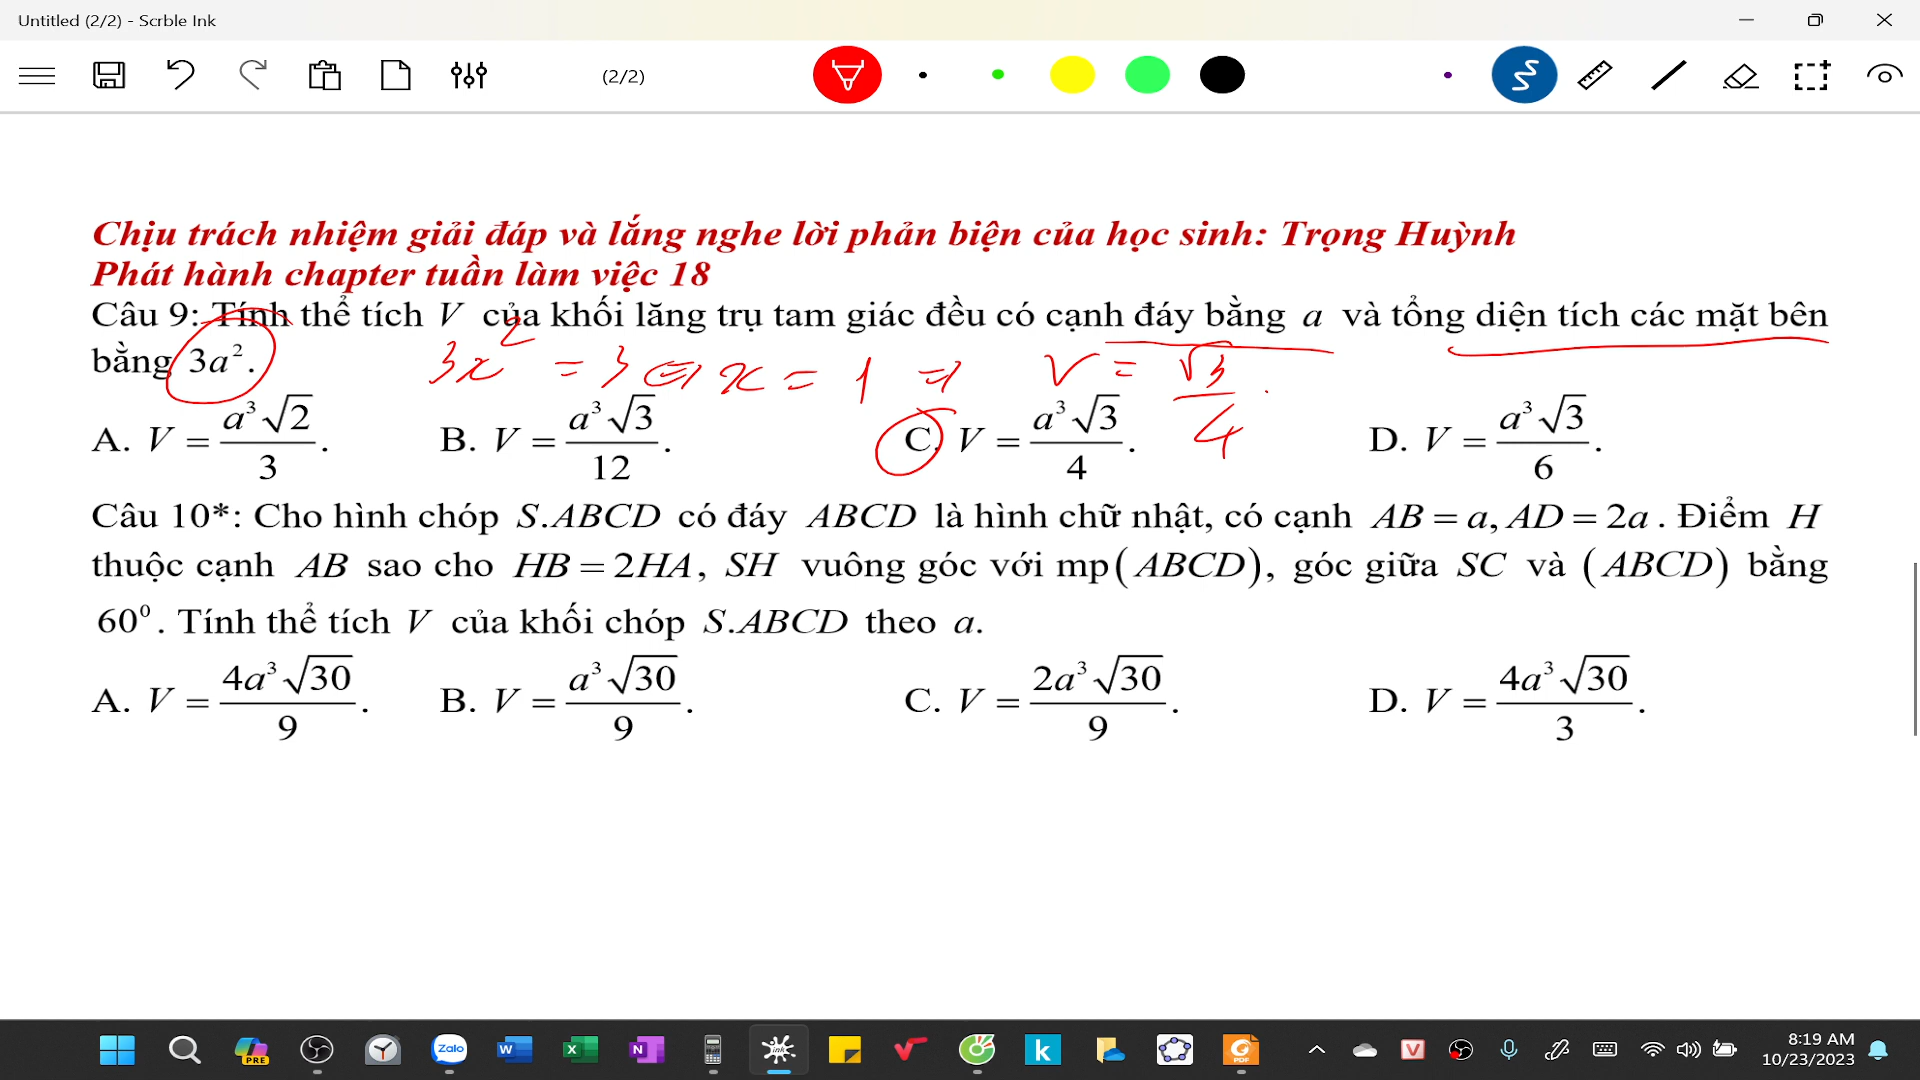 Untitled (2/2) - Scrble Ink
(2/2)
Chịu trách nhiệm giải đáp và lắng nghe lời phản biện của học sinh: Trọng Huỳnh
Phát hành chapter tuần làm việc 18
Câu 9: Tính thể tích V của khối lăng trụ tam giác đều có cạnh đáy bằng a và tổng diện tích các mặt bên
bằng 3a². 3x² = 3 ⇔ x = 1 ⇒ V = √3/4
A. V = a³√2/3. B. V = a³√3/12. C. V = a³√3/4. D. V = a³√3/6.
Câu 10*: Cho hình chóp S.ABCD có đáy ABCD là hình chữ nhật, có cạnh AB = a, AD = 2a. Điểm H
thuộc cạnh AB sao cho HB = 2HA, SH vuông góc với mp(ABCD), góc giữa SC và (ABCD) bằng
60⁰. Tính thể tích V của khối chóp S.ABCD theo a.
A. V = 4a³√30/9. B. V = a³√30/9. C. V = 2a³√30/9. D. V = 4a³√30/3.
PRE
Zalo
ink
PDF
8:19 AM
10/23/2023